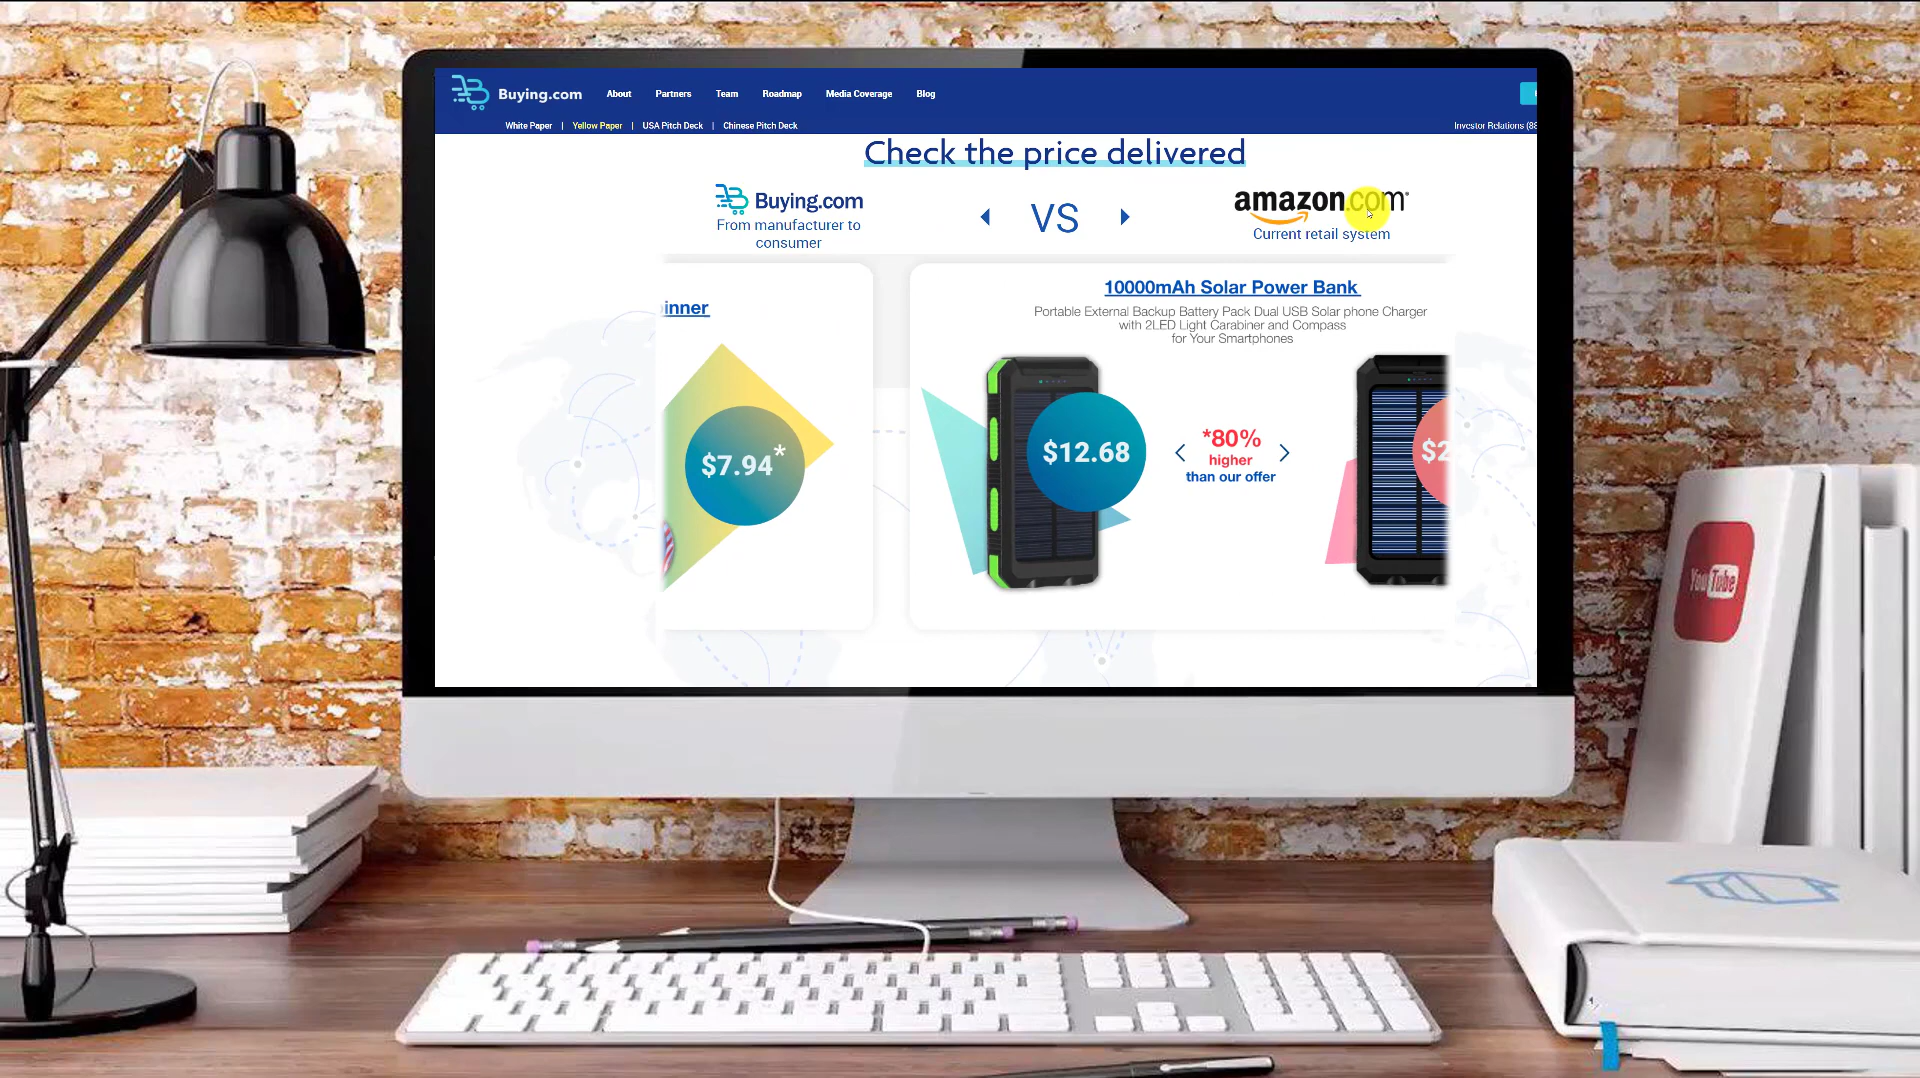 Buying.com
About
Partners
Team
Roadmap
Media Coverage
Blog
White Paper | Yellow Paper | USA Pitch Deck | Chinese Pitch Deck
Investor Relations
Check the price delivered
Buying.com
From manufacturer to
consumer
VS
amazon.com
Current retail system
inner
$7.94*
10000mAh Solar Power Bank
Portable External Backup Battery Pack Dual USB Solar phone Charger
with 2LED Light Carabiner and Compass
for Your Smartphones
$12.68
*80%
higher
than our offer
$2
YouTube